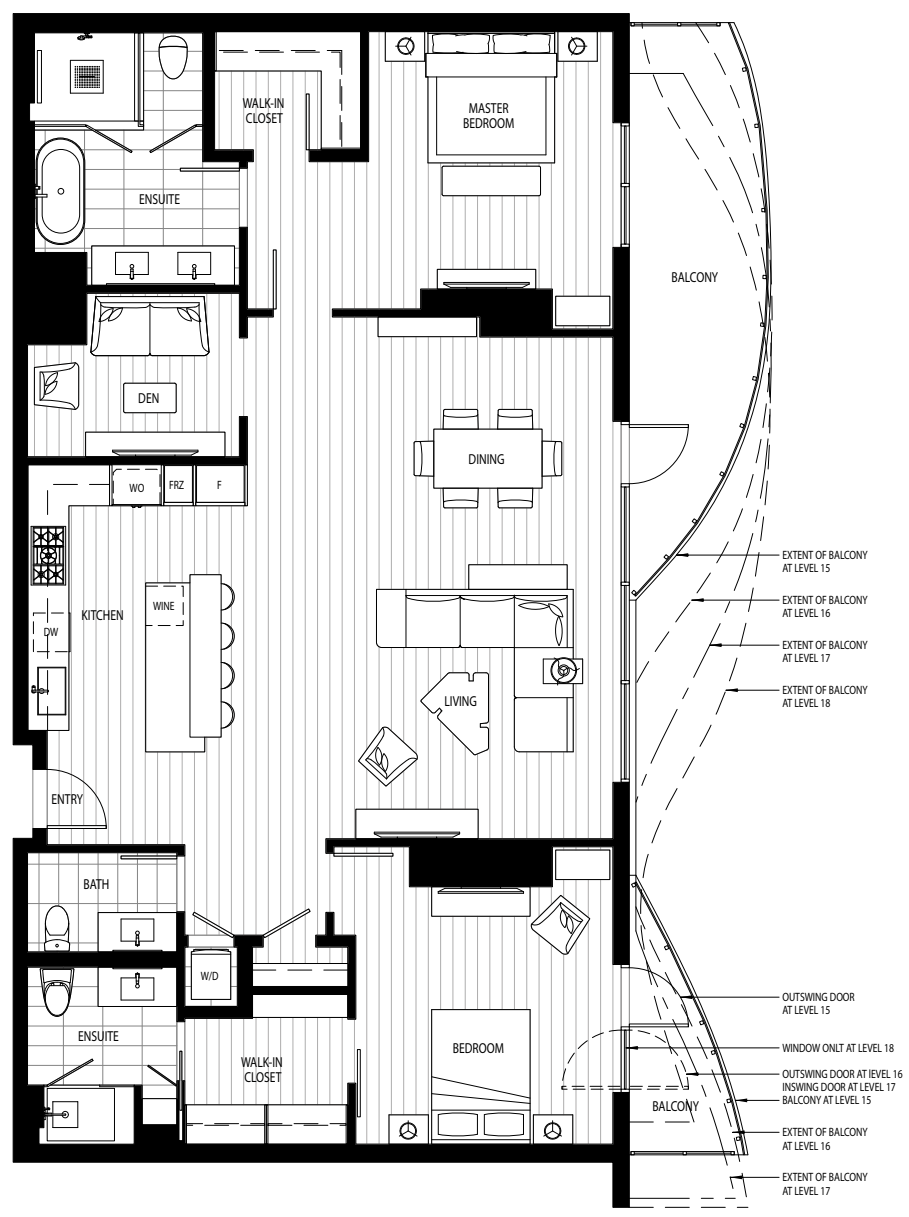 WALK-IN
CLOSET
MASTER
BEDROOM
ENSUITE
BALCONY
DEN
DINING
WO
FRZ
F
EXTENT OF BALCONY
AT LEVEL 15
EXTENT OF BALCONY
AT LEVEL 16
KITCHEN
WINE
DW
EXTENT OF BALCONY
AT LEVEL 17
EXTENT OF BALCONY
AT LEVEL 18
LIVING
ENTRY
BATH
W/D
OUTSWING DOOR
AT LEVEL 15
ENSUITE
WALK-IN
CLOSET
BEDROOM
WINDOW ONLT AT LEVEL 18
OUTSWING DOOR AT lEVEL 16
INSWING DOOR AT LEVEL 17
BALCONY AT LEVEL 15
BALCONY
EXTENT OF BALCONY
AT LEVEL 16
EXTENT OF BALCONY
AT LEVEL 17